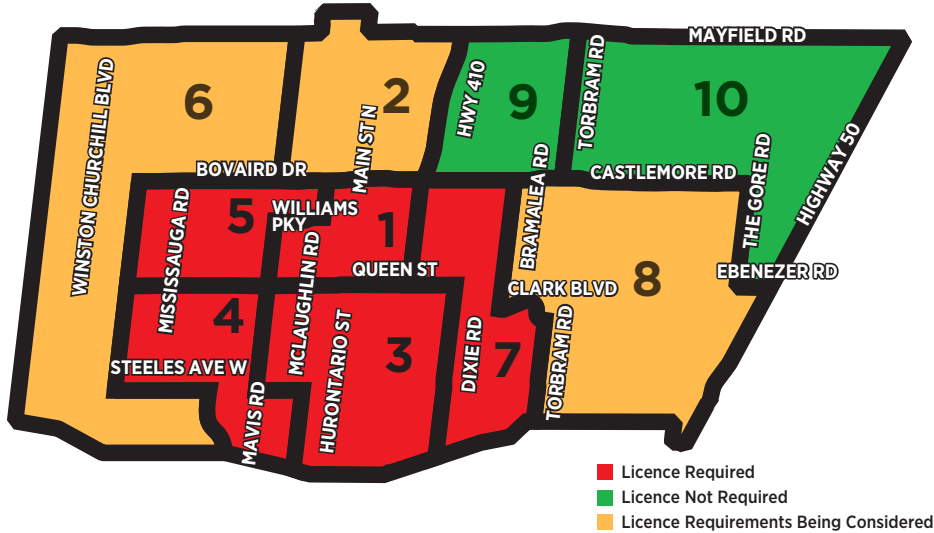 MAYFIELD RD
WINSTON CHURCHILL BLVD
6
2
MAIN ST N
HWY 410
9
TORBRAM RD
10
BOVAIRD DR
BRAMALEA RD
CASTLEMORE RD
THE GORE RD
HIGHWAY 50
MISSISSAUGA RD
5
WILLIAMS
PKY
1
QUEEN ST
EBENEZER RD
CLARK BLVD
8
4
MCLAUGHLIN RD
HURONTARIO ST
3
DIXIE RD
7
TORBRAM RD
STEELES AVE W
MAVIS RD
Licence Required
Licence Not Required
Licence Requirements Being Considered